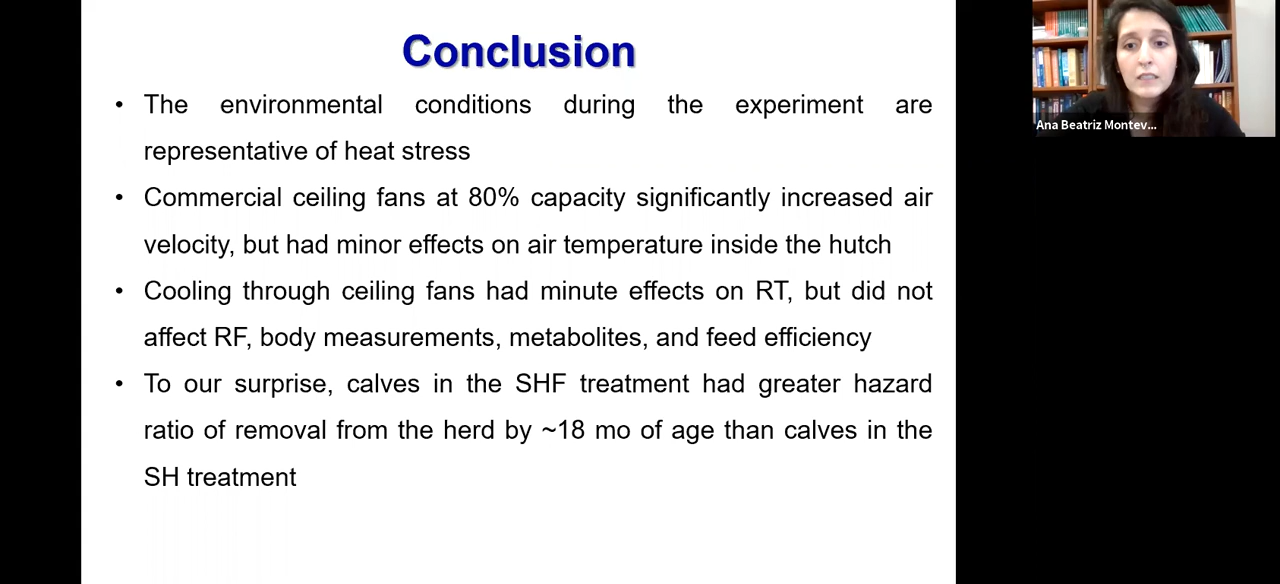 Conclusion
• The environmental conditions during the experiment are
representative of heat stress
• Commercial ceiling fans at 80% capacity significantly increased air
velocity, but had minor effects on air temperature inside the hutch
• Cooling through ceiling fans had minute effects on RT, but did not
affect RF, body measurements, metabolites, and feed efficiency
• To our surprise, calves in the SHF treatment had greater hazard
ratio of removal from the herd by ~18 mo of age than calves in the
SH treatment
Ana Beatriz Montev...